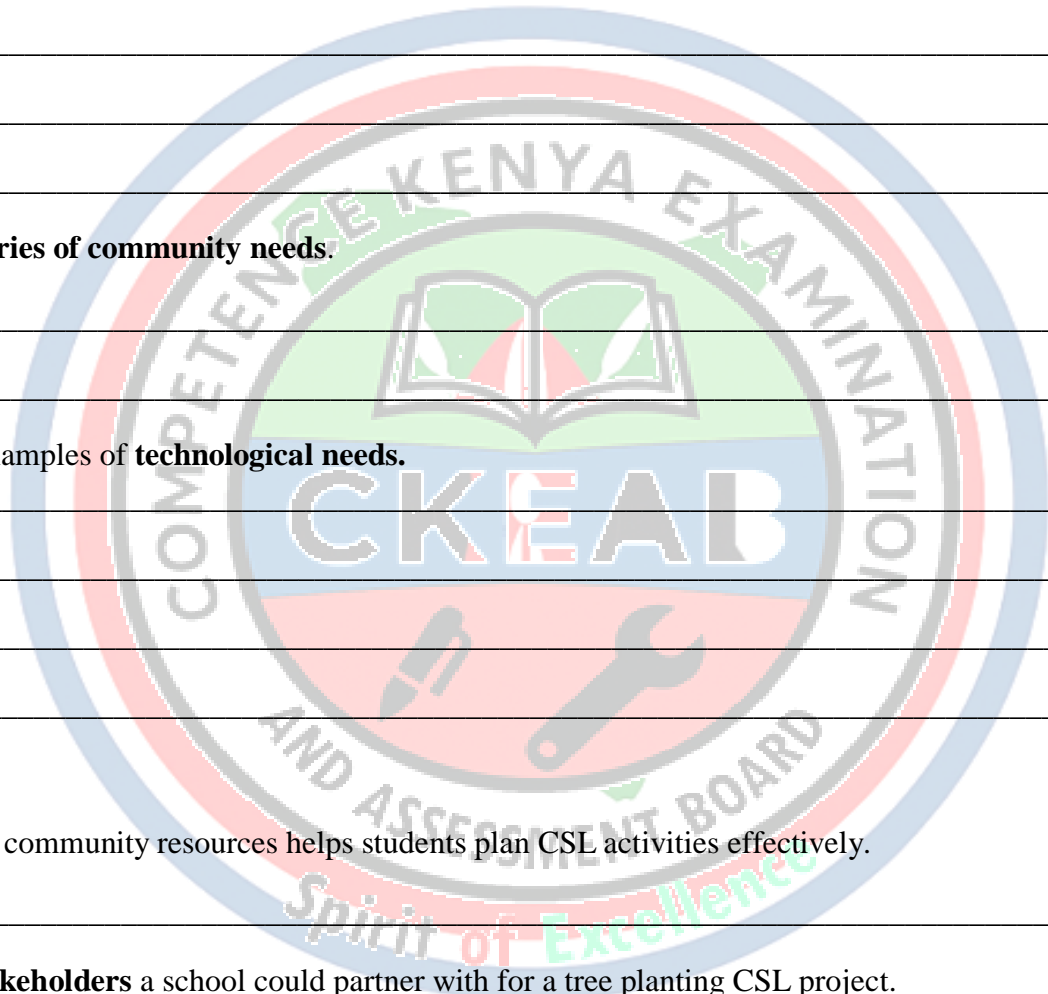 COMPETENCE KENYA EXAMINATION
ries of community needs.
amples of technological needs.
CKEAB
AND ASSESSMENT BOARD
community resources helps students plan CSL activities effectively.
Spirit of Excellence
keholders a school could partner with for a tree planting CSL project.